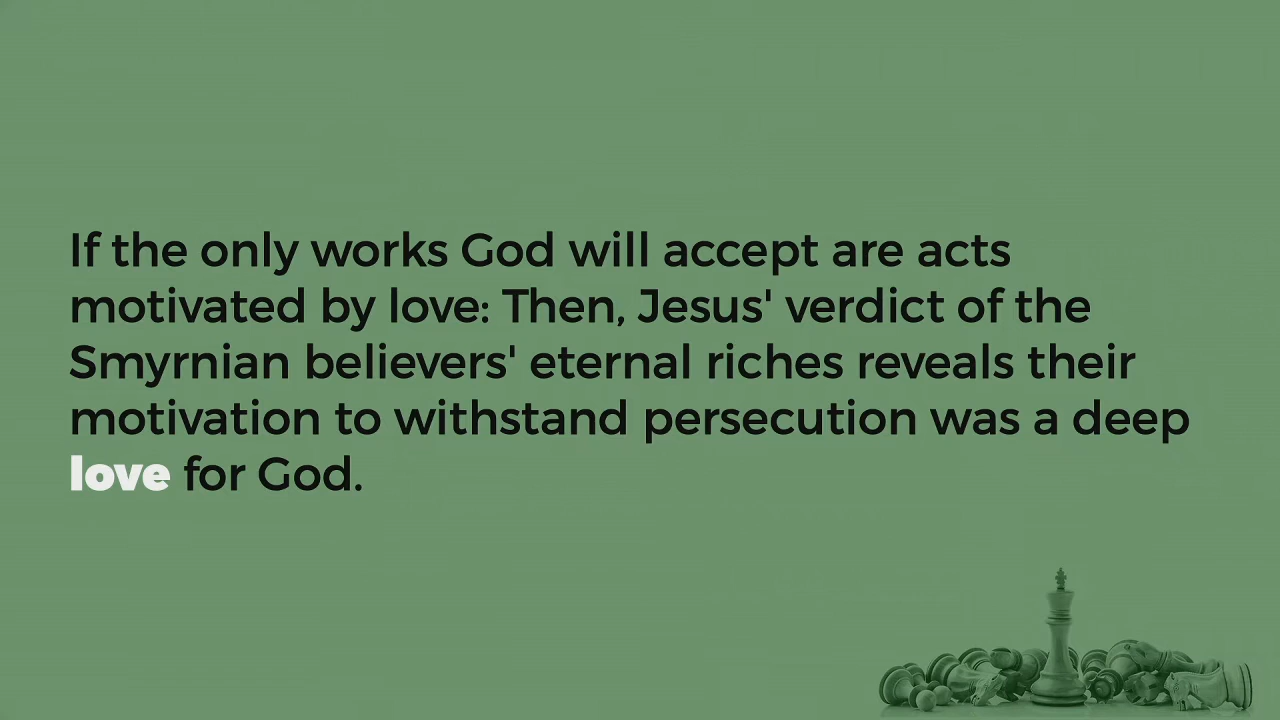 If the only works God will accept are acts
motivated by love: Then, Jesus' verdict of the
Smyrnian believers' eternal riches reveals their
motivation to withstand persecution was a deep
love for God.